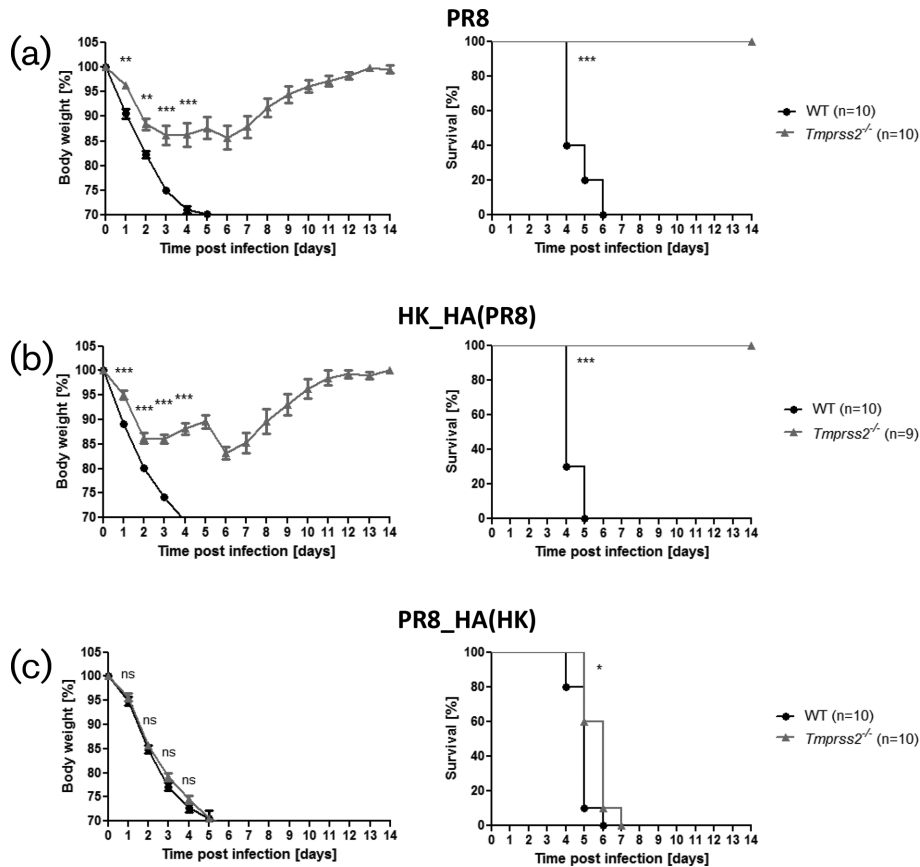 PR8
(a)
105
100
95
90
85
80
75
70
Body weight [%]
** ** *** ***
0 1 2 3 4 5 6 7 8 9 10 11 12 13 14
Time post infection [days]
100
80
60
40
20
0
Survival [%]
***
0 1 2 3 4 5 6 7 8 9 10 11 12 13 14
Time post infection [days]
WT (n=10)
Tmprss2-/- (n=10)
HK_HA(PR8)
(b)
105
100
95
90
85
80
75
70
Body weight [%]
*** *** *** ***
0 1 2 3 4 5 6 7 8 9 10 11 12 13 14
Time post infection [days]
100
80
60
40
20
0
Survival [%]
***
0 1 2 3 4 5 6 7 8 9 10 11 12 13 14
Time post infection [days]
WT (n=10)
Tmprss2-/- (n=9)
PR8_HA(HK)
(c)
105
100
95
90
85
80
75
70
Body weight [%]
ns ns ns ns
0 1 2 3 4 5 6 7 8 9 10 11 12 13 14
Time post infection [days]
100
80
60
40
20
0
Survival [%]
*
0 1 2 3 4 5 6 7 8 9 10 11 12 13 14
Time post infection [days]
WT (n=10)
Tmprss2-/- (n=10)